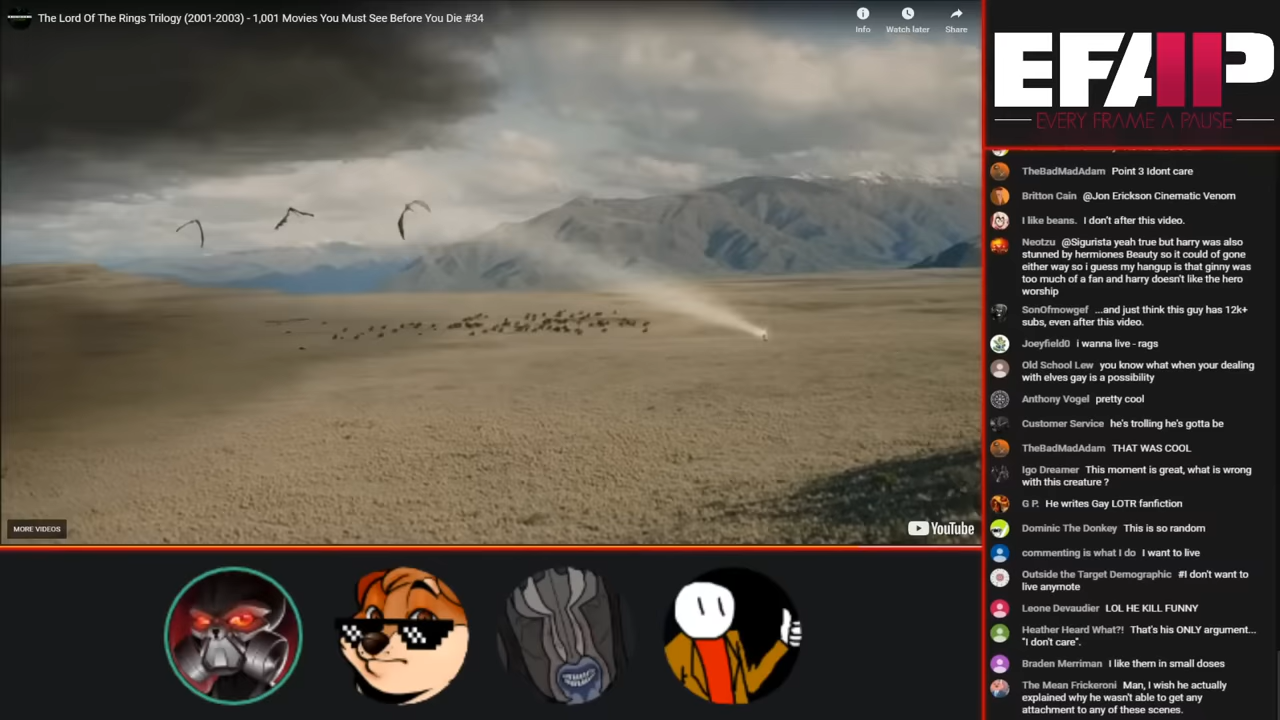 The Lord Of The Rings Trilogy (2001-2003) - 1,001 Movies You Must See Before You Die #34
Info
Watch later
Share
MORE VIDEOS
YouTube
EFAP
EVERY FRAME A PAUSE
TheBadMadAdam Point 3 Idont care
Britton Cain @Jon Erickson Cinematic Venom
I like beans. I don't after this video.
Neotzu @Sigurista yeah true but harry was also
stunned by hermiones Beauty so it could of gone
either way so i guess my hangup is that ginny was
too much of a fan and harry doesn't like the hero
worship
SonOfmowgef ...and just think this guy has 12k+
subs, even after this video.
Joeyfield0 i wanna live - rags
Old School Lew you know what when your dealing
with elves gay is a possibility
Anthony Vogel pretty cool
Customer Service he's trolling he's gotta be
TheBadMadAdam THAT WAS COOL
Igo Dreamer This moment is great, what is wrong
with this creature ?
G P. He writes Gay LOTR fanfiction
Dominic The Donkey This is so random
commenting is what I do I want to live
Outside the Target Demographic #I don't want to
live anymote
Leone Devaudier LOL HE KILL FUNNY
Heather Heard What?! That's his ONLY argument...
"I don't care".
Braden Merriman I like them in small doses
The Mean Frickeroni Man, I wish he actually
explained why he wasn't able to get any
attachment to any of these scenes.